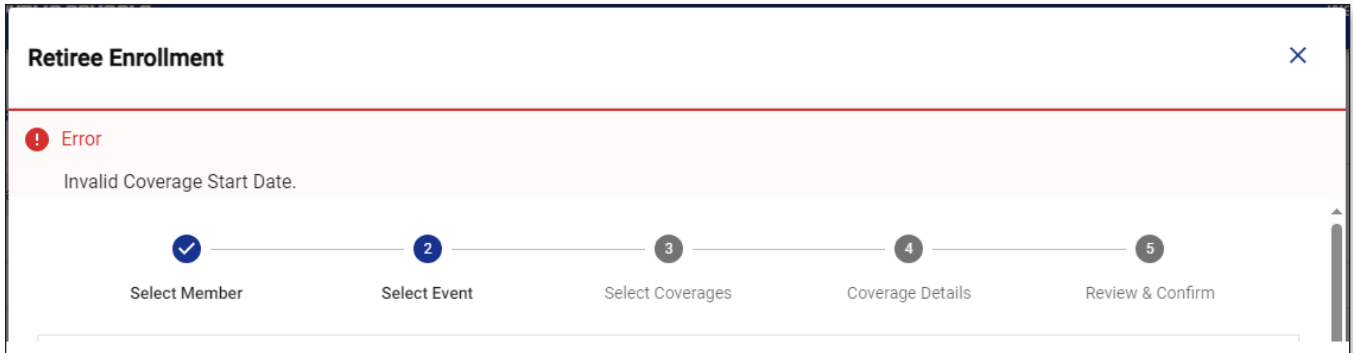 Retiree Enrollment
Error
Invalid Coverage Start Date.
2 3 4 5
Select Member Select Event Select Coverages Coverage Details Review & Confirm